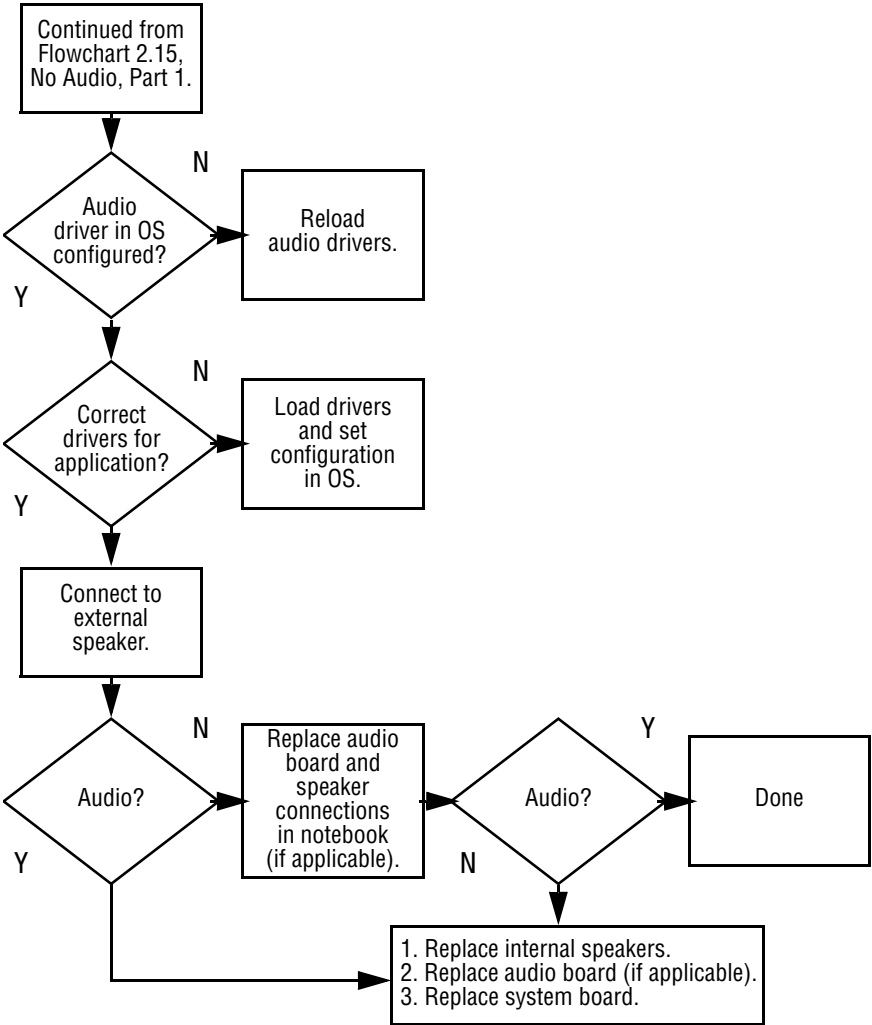 Continued from
Flowchart 2.15,
No Audio, Part 1.
N
Audio
driver in OS
configured?
Reload
audio drivers.
Y
N
Correct
drivers for
application?
Load drivers
and set
configuration
in OS.
Y
Connect to
external
speaker.
N
Audio?
Replace audio
board and
speaker
connections
in notebook
(if applicable).
Y
Audio?
Done
Y
N
1. Replace internal speakers.
2. Replace audio board (if applicable).
3. Replace system board.